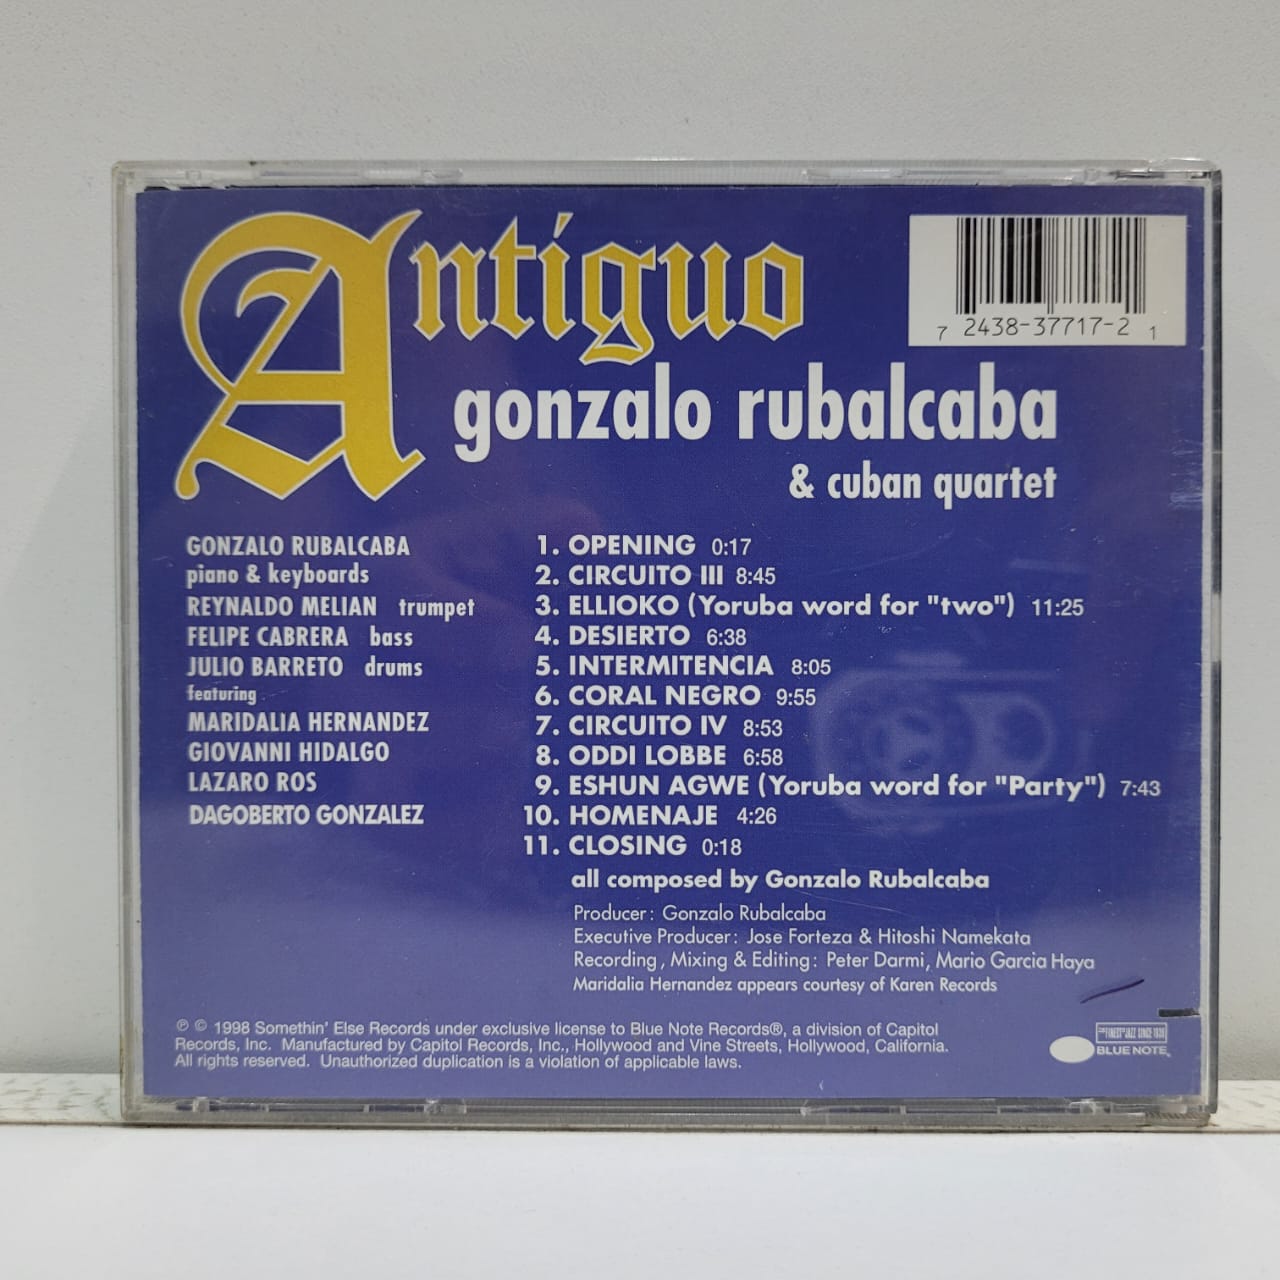 Antiguo
7 2438-37717-2 1
gonzalo rubalcaba
& cuban quartet
GONZALO RUBALCABA
piano & keyboards
REYNALDO MELIAN trumpet
FELIPE CABRERA bass
JULIO BARRETO drums
featuring
MARIDALIA HERNANDEZ
GIOVANNI HIDALGO
LAZARO ROS
DAGOBERTO GONZALEZ
1. OPENING 0:17
2. CIRCUITO III 8:45
3. ELLIOKO (Yoruba word for "two") 11:25
4. DESIERTO 6:38
5. INTERMITENCIA 8:05
6. CORAL NEGRO 9:55
7. CIRCUITO IV 8:53
8. ODDI LOBBE 6:58
9. ESHUN AGWE (Yoruba word for "Party") 7:43
10. HOMENAJE 4:26
11. CLOSING 0:18
all composed by Gonzalo Rubalcaba
Producer: Gonzalo Rubalcaba
Executive Producer: Jose Forteza & Hitoshi Namekata
Recording, Mixing & Editing: Peter Darmi, Mario Garcia Haya
Maridalia Hernandez appears courtesy of Karen Records
℗ © 1998 Somethin' Else Records under exclusive license to Blue Note Records®, a division of Capitol
Records, Inc. Manufactured by Capitol Records, Inc., Hollywood and Vine Streets, Hollywood, California.
All rights reserved. Unauthorized duplication is a violation of applicable laws.
FINEST JAZZ SINCE 1939
BLUE NOTE